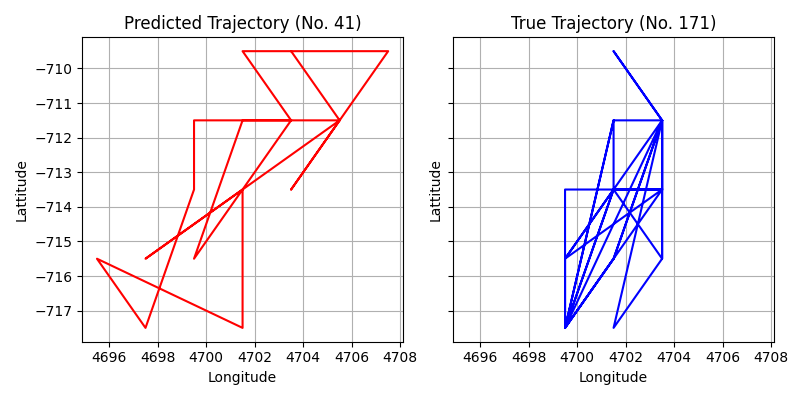 Predicted Trajectory (No. 41)
True Trajectory (No. 171)
−710
−711
−712
−713
−714
−715
−716
−717
Lattitude
Lattitude
4696 4698 4700 4702 4704 4706 4708
4696 4698 4700 4702 4704 4706 4708
Longitude
Longitude